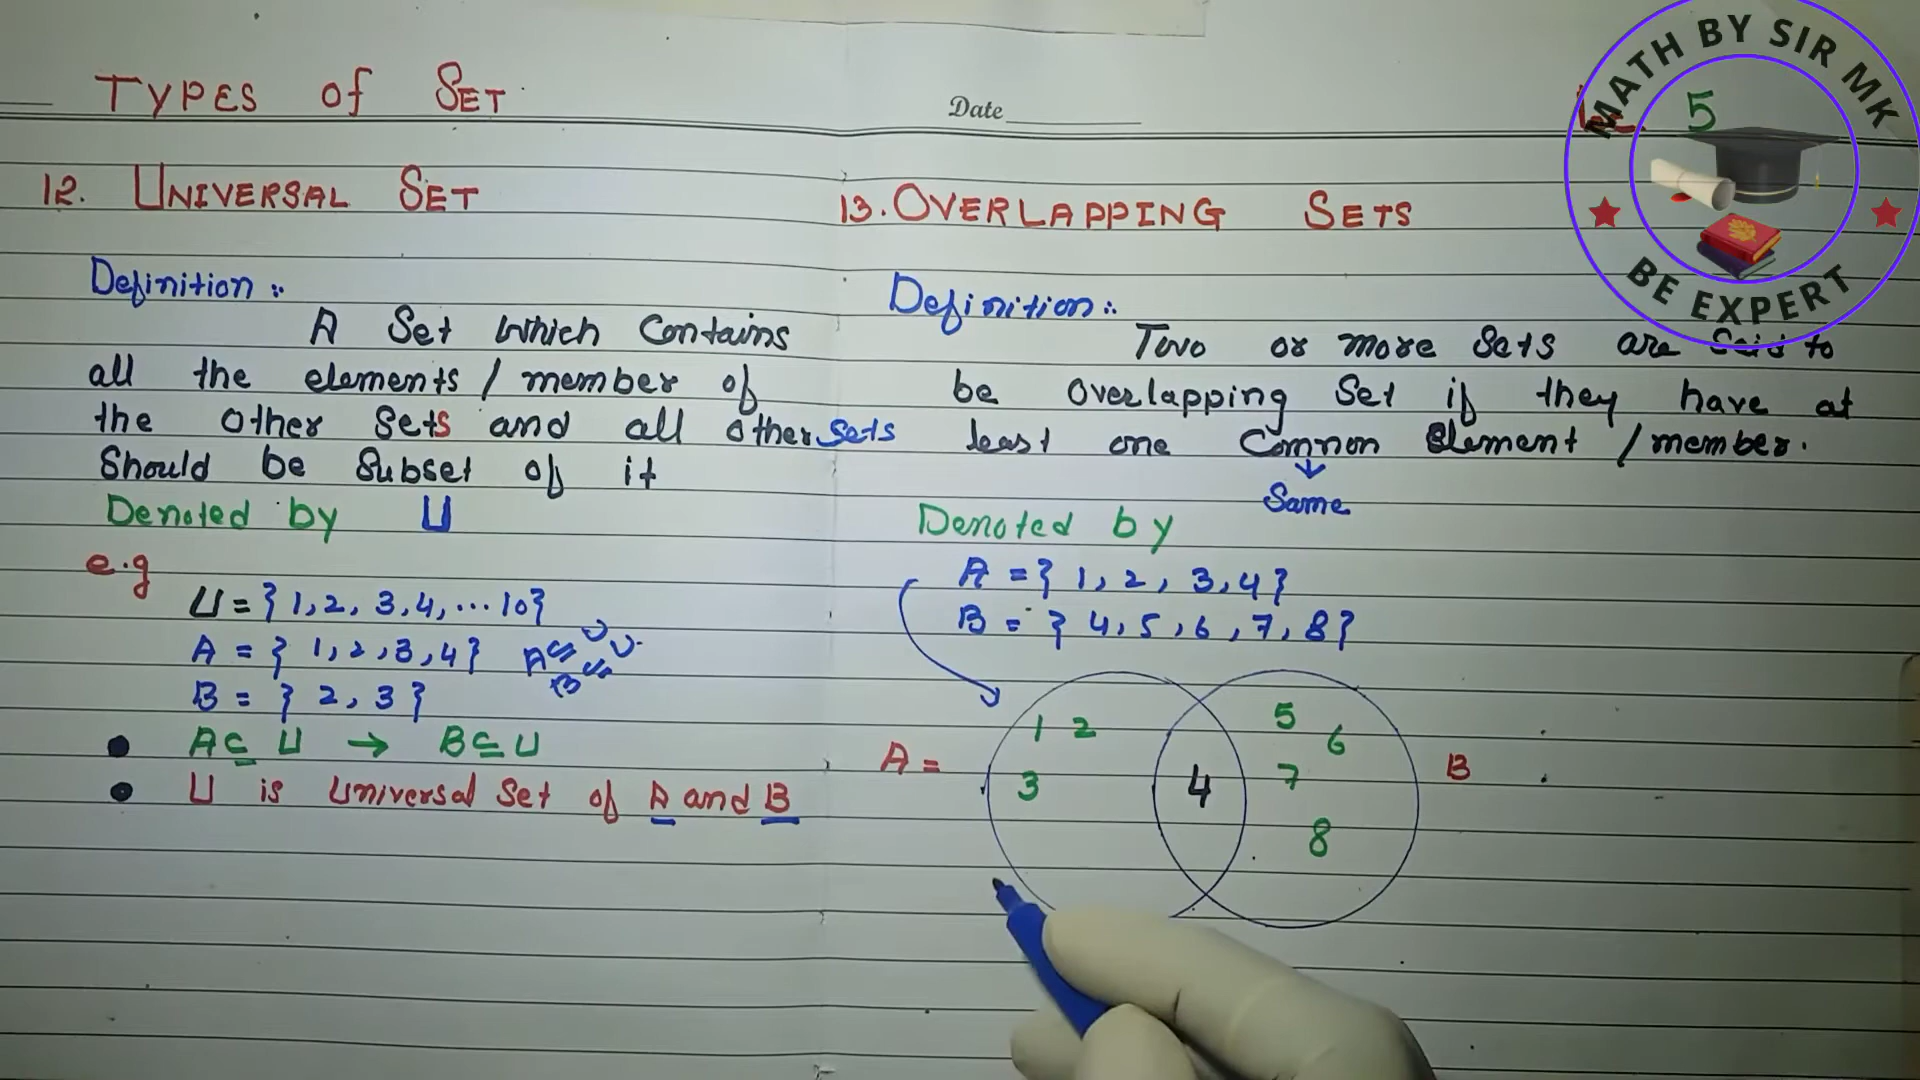 TYPES of SET
Date
5
MATH BY SIR MK
BE EXPERT
12. UNIVERSAL SET
Definition :.
A Set which Contains
all the elements / member of
the other Sets and all other sets
Should be Subset of it
Denoted by U
e.g
U = { 1, 2, 3, 4, ... 10}
A = { 1, 2, 3, 4 } A ⊆ U
B ⊆ U
B = { 2, 3 }
A ⊆ U → B ⊆ U
U is Universal Set of A and B
13. OVERLAPPING SETS
Definition :.
Two or more Sets are Said to
be Overlapping Set if they have at
least one Common Element / member.
Same
Denoted by
A = { 1, 2, 3, 4 }
B = { 4, 5, 6, 7, 8 }
1 2 5
6
A = 3 4 7 B
8